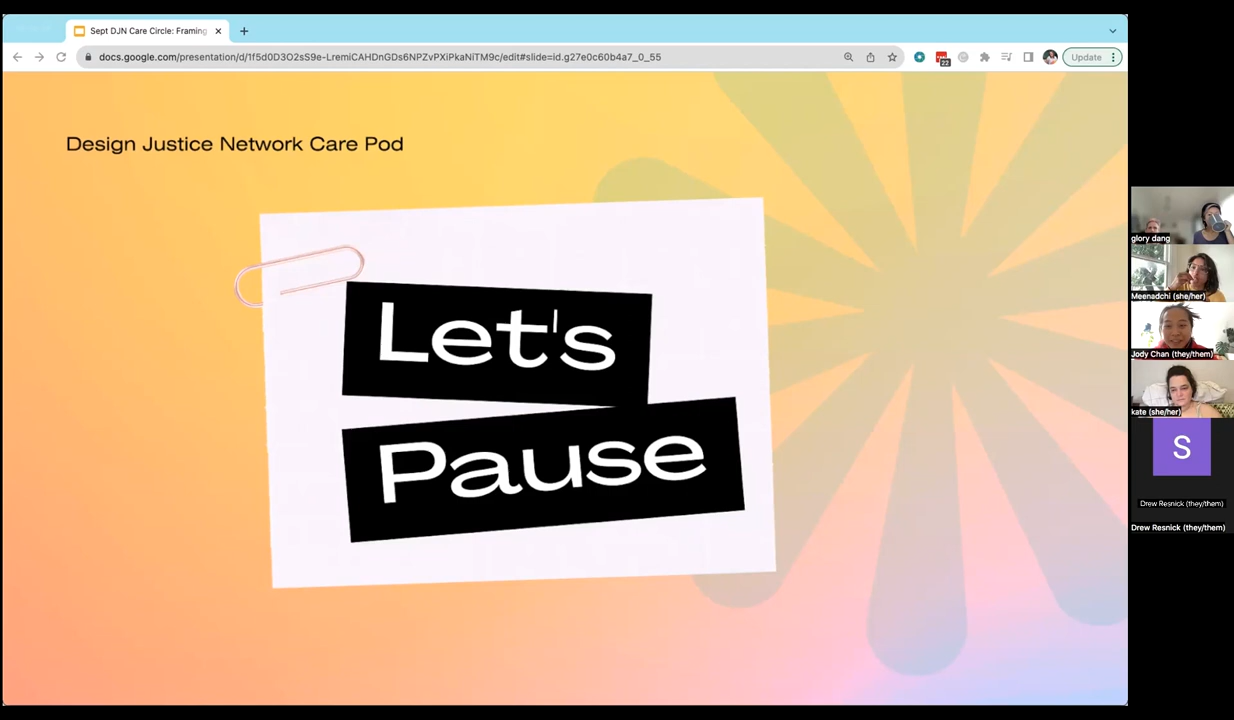 Sept DJN Care Circle: Framing
docs.google.com/presentation/d/1f5d0D3O2sS9e-LremiCAHDnGDs6NPZvPXiPkaNiTM9c/edit#slide=id.g27e0c60b4a7_0_55
22
Update
Design Justice Network Care Pod
Let's
Pause
glory dang
Meenadchi (she/her)
Jody Chan (they/them)
kate (she/her)
S
Drew Resnick (they/them)
Drew Resnick (they/them)